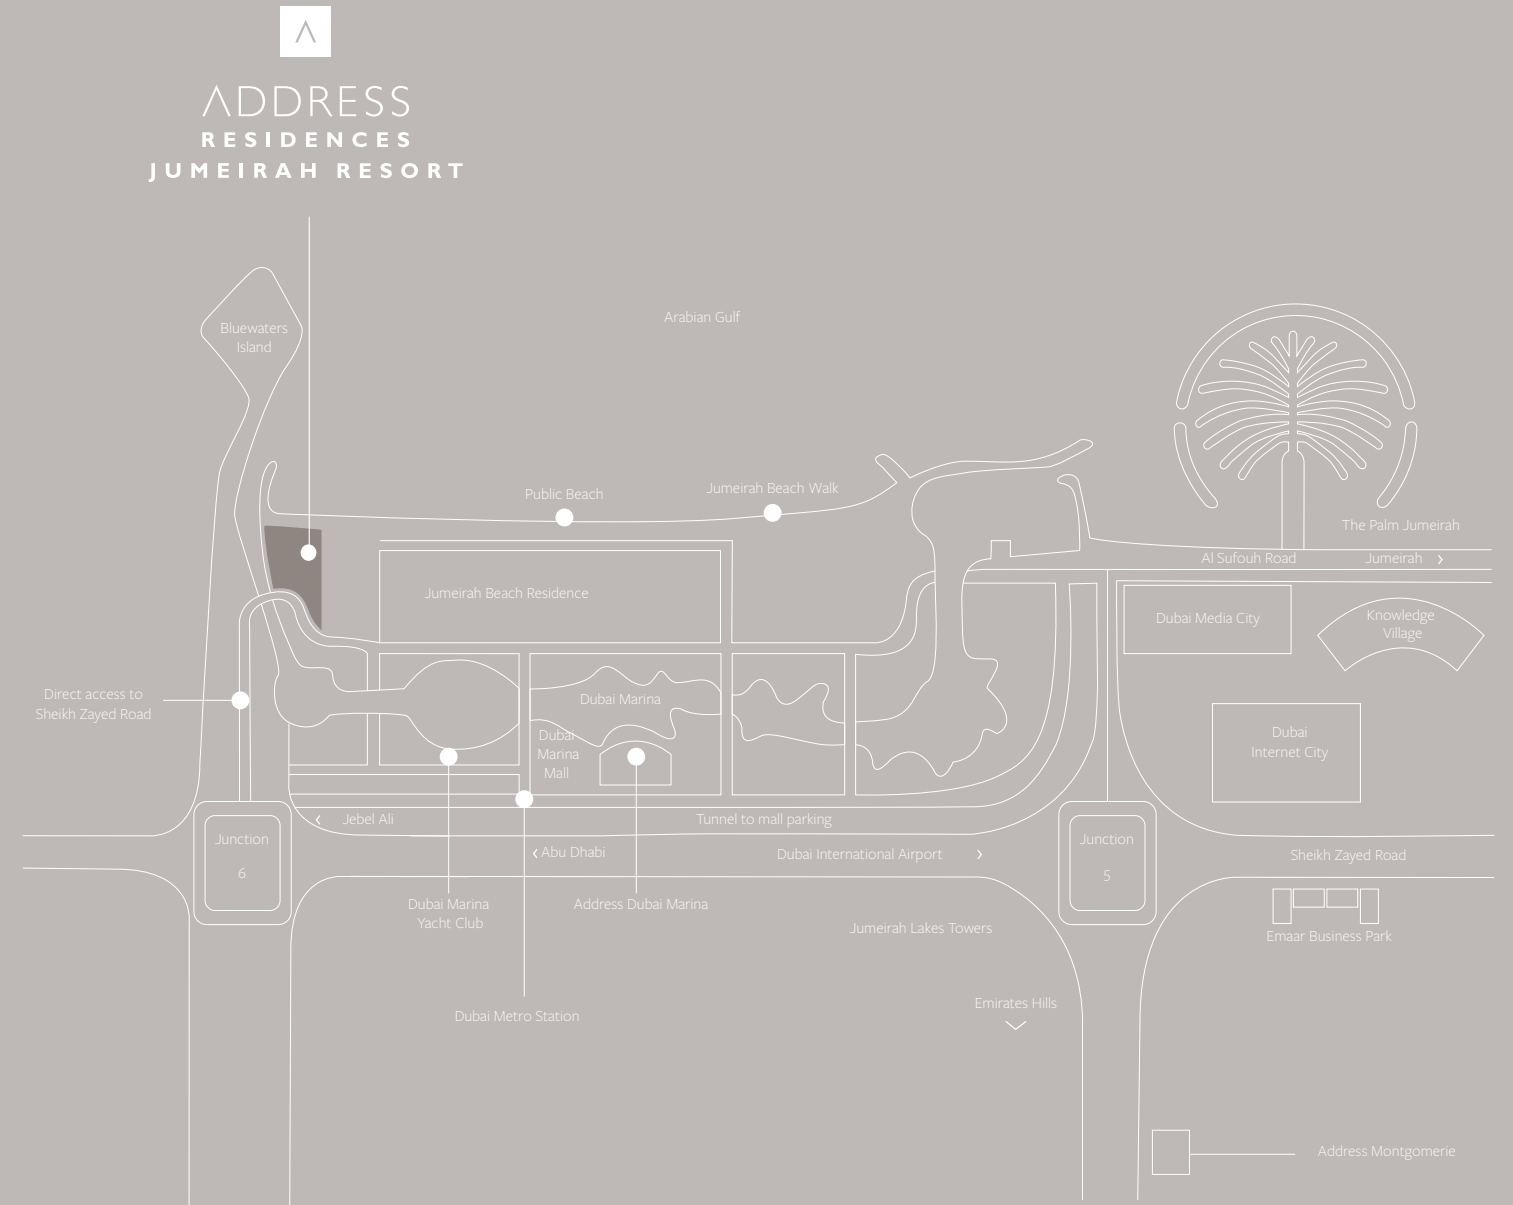 ADDRESS
RESIDENCES
JUMEIRAH RESORT
Bluewaters
Island
Arabian Gulf
Public Beach
Jumeirah Beach Walk
The Palm Jumeirah
Al Sufouh Road
Jumeirah
Jumeirah Beach Residence
Dubai Media City
Knowledge
Village
Direct access to
Sheikh Zayed Road
Dubai Marina
Dubai
Marina
Mall
Dubai
Internet City
Jebel Ali
Tunnel to mall parking
Junction
6
Abu Dhabi
Dubai International Airport
Junction
5
Sheikh Zayed Road
Dubai Marina
Yacht Club
Address Dubai Marina
Jumeirah Lakes Towers
Emaar Business Park
Dubai Metro Station
Emirates Hills
Address Montgomerie